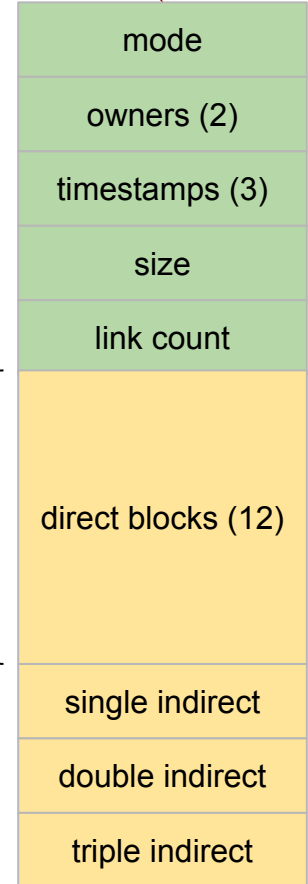 mode
owners (2)
timestamps (3)
size
link count
direct blocks (12)
single indirect
double indirect
triple indirect